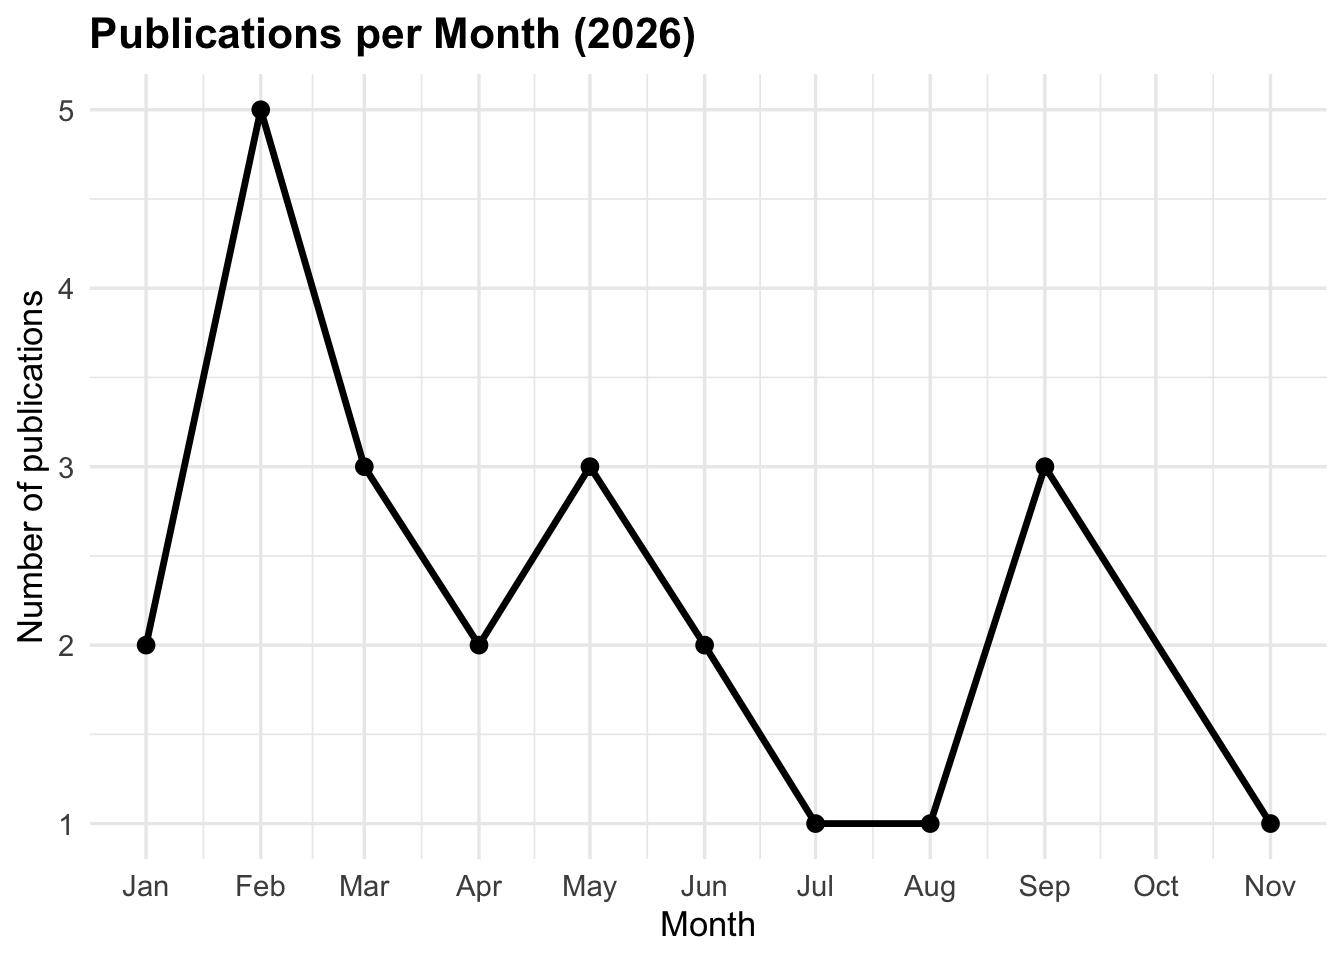 Publications per Month (2026)
Number of publications
5
4
3
2
1
Jan Feb Mar Apr May Jun Jul Aug Sep Oct Nov
Month